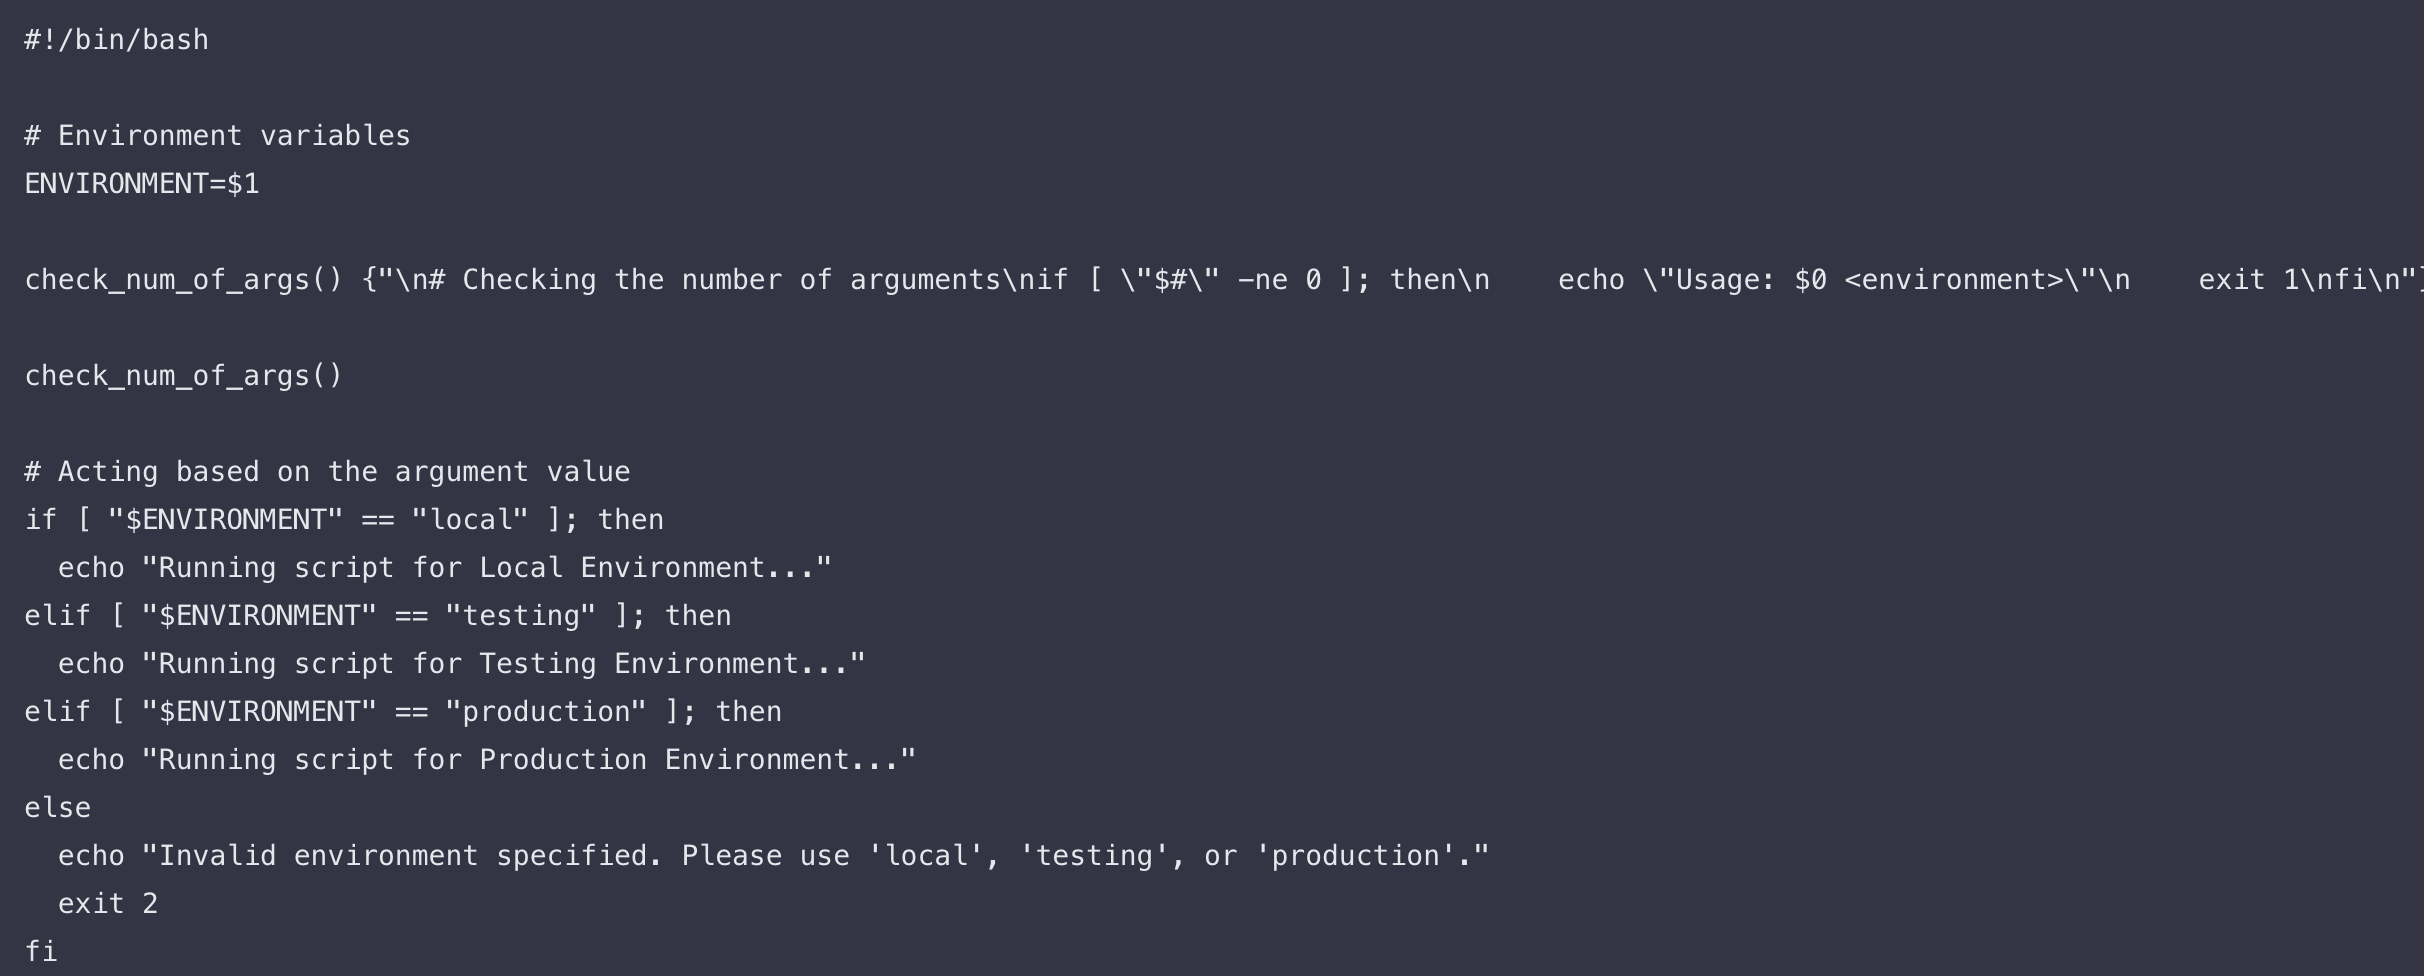 #!/bin/bash
# Environment variables
ENVIRONMENT=$1
check_num_of_args() {"\n# Checking the number of arguments\nif [ \"$#\" -ne 0 ]; then\n    echo \"Usage: $0 <environment>\"\n    exit 1\nfi\n"}
check_num_of_args()
# Acting based on the argument value
if [ "$ENVIRONMENT" == "local" ]; then
  echo "Running script for Local Environment..."
elif [ "$ENVIRONMENT" == "testing" ]; then
  echo "Running script for Testing Environment..."
elif [ "$ENVIRONMENT" == "production" ]; then
  echo "Running script for Production Environment..."
else
  echo "Invalid environment specified. Please use 'local', 'testing', or 'production'."
  exit 2
fi